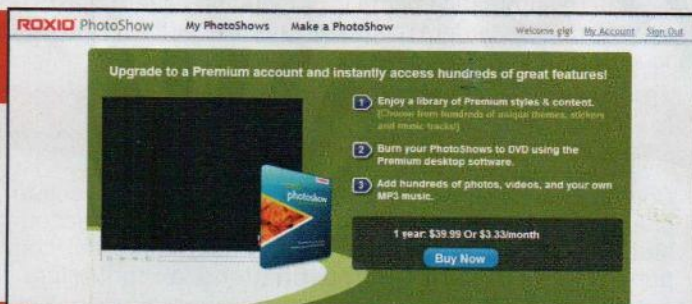 ROXIO PhotoShow My PhotoShows Make a PhotoShow Welcome gigi My Account Sign Out
Upgrade to a Premium account and instantly access hundreds of great features!
1 Enjoy a library of Premium styles & content.
(Choose from hundreds of unique themes, stickers
and music tracks!)
2 Burn your PhotoShows to DVD using the
Premium desktop software.
3 Add hundreds of photos, videos, and your own
MP3 music.
ROXIO
photoshow
1 year: $39.99 Or $3.33/month
Buy Now